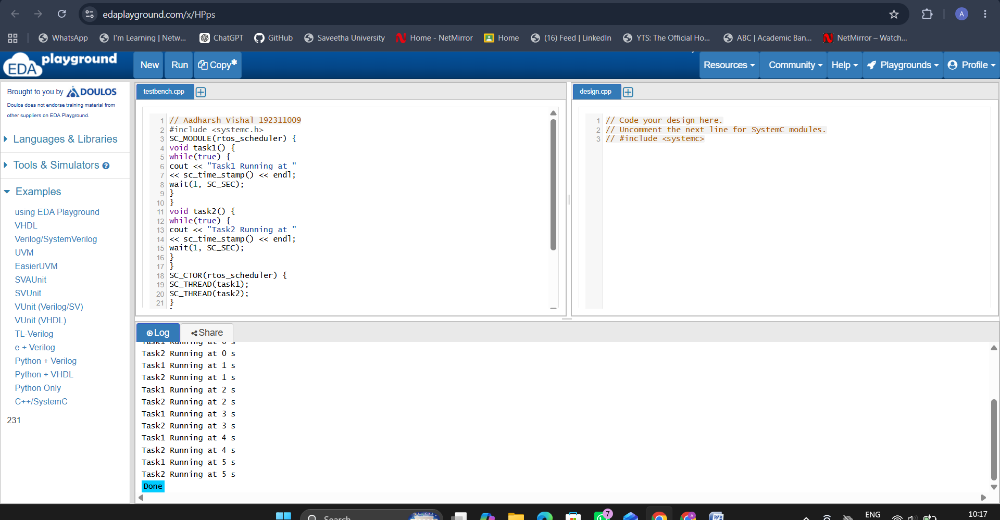 edaplayground.com/x/HPps
A
WhatsApp
I'm Learning | Netw...
ChatGPT
GitHub
Saveetha University
Home - NetMirror
Home
(16) Feed | LinkedIn
YTS: The Official Ho...
ABC | Academic Ban...
NetMirror – Watch...
EDA playground
New
Run
Copy*
Resources
Community
Help
Playgrounds
Profile
Brought to you by DOULOS
Doulos does not endorse training material from
other suppliers on EDA Playground.
Languages & Libraries
Tools & Simulators
Examples
using EDA Playground
VHDL
Verilog/SystemVerilog
UVM
EasierUVM
SVAUnit
SVUnit
VUnit (Verilog/SV)
VUnit (VHDL)
TL-Verilog
e + Verilog
Python + Verilog
Python + VHDL
Python Only
C++/SystemC
231
testbench.cpp
1 // Aadharsh Vishal 192311009
2 #include <systemc.h>
3 SC_MODULE(rtos_scheduler) {
4 void task1() {
5 while(true) {
6 cout << "Task1 Running at "
7 << sc_time_stamp() << endl;
8 wait(1, SC_SEC);
9 }
10 }
11 void task2() {
12 while(true) {
13 cout << "Task2 Running at "
14 << sc_time_stamp() << endl;
15 wait(1, SC_SEC);
16 }
17 }
18 SC_CTOR(rtos_scheduler) {
19 SC_THREAD(task1);
20 SC_THREAD(task2);
21 }
design.cpp
1 // Code your design here.
2 // Uncomment the next line for SystemC modules.
3 // #include <systemc>
Log
Share
Task1 Running at 0 s
Task2 Running at 0 s
Task1 Running at 1 s
Task2 Running at 1 s
Task1 Running at 2 s
Task2 Running at 2 s
Task1 Running at 3 s
Task2 Running at 3 s
Task1 Running at 4 s
Task2 Running at 4 s
Task1 Running at 5 s
Task2 Running at 5 s
Done
Search
7
A
ENG
10:17